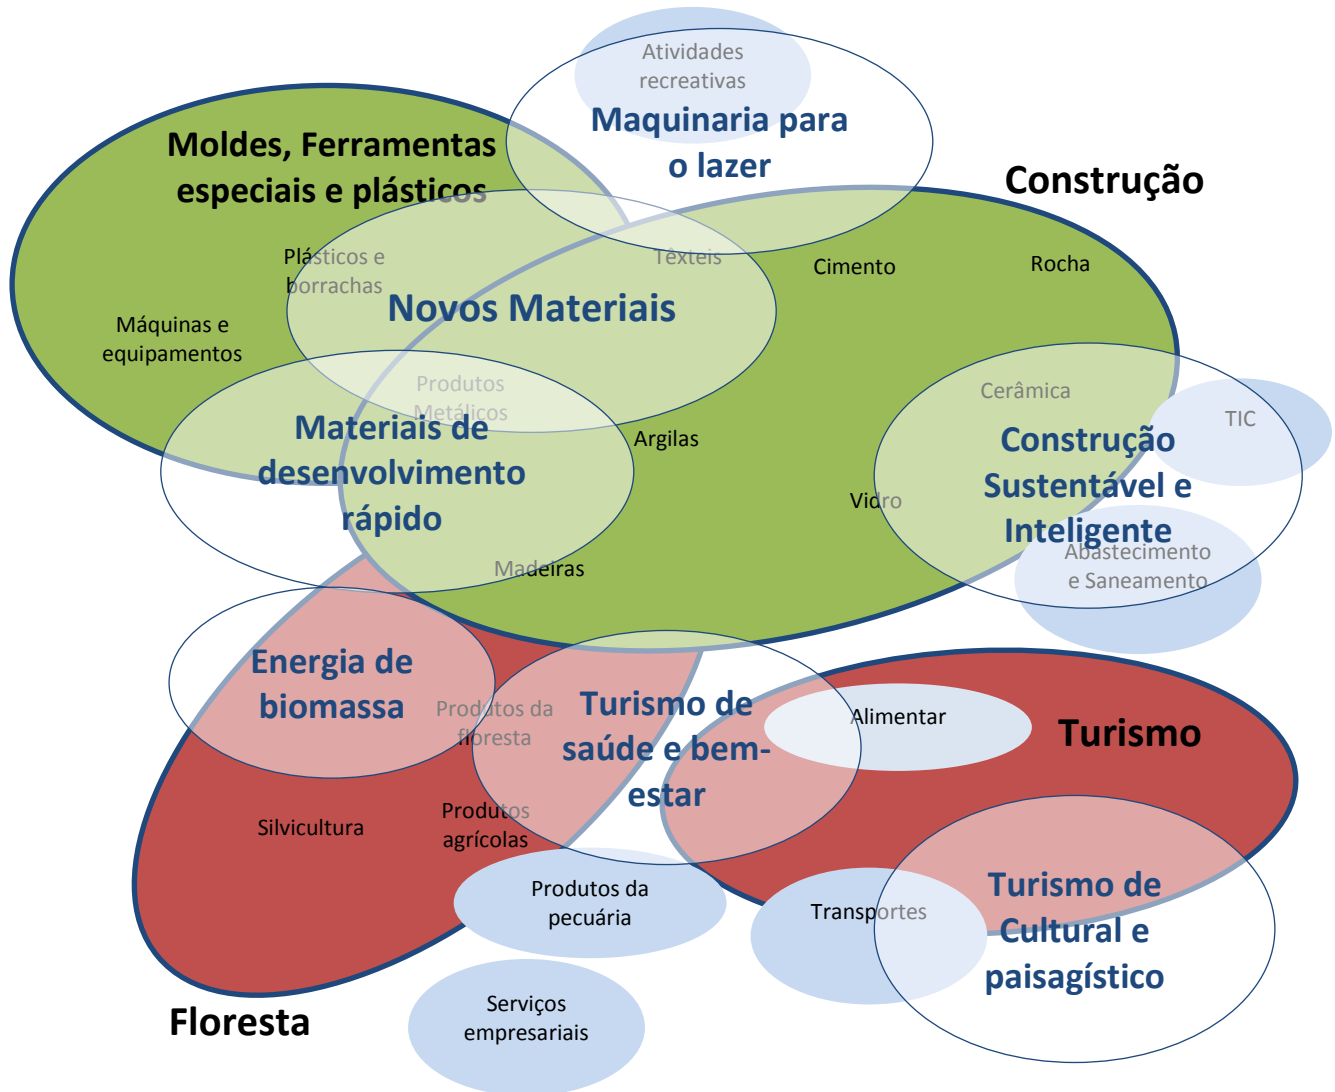 Atividades
recreativas
Maquinaria para
o lazer
Moldes, Ferramentas
especiais e plásticos
Construção
Plásticos e
borrachas
Têxteis
Cimento
Rocha
Novos Materiais
Máquinas e
equipamentos
Produtos
Metálicos
Cerâmica
TIC
Materiais de
desenvolvimento
rápido
Argilas
Construção
Sustentável e
Inteligente
Vidro
Abastecimento
e Saneamento
Madeiras
Energia de
biomassa
Produtos da
floresta
Turismo de
saúde e bem-
estar
Alimentar
Turismo
Silvicultura
Produtos
agrícolas
Produtos da
pecuária
Transportes
Turismo de
Cultural e
paisagístico
Floresta
Serviços
empresariais